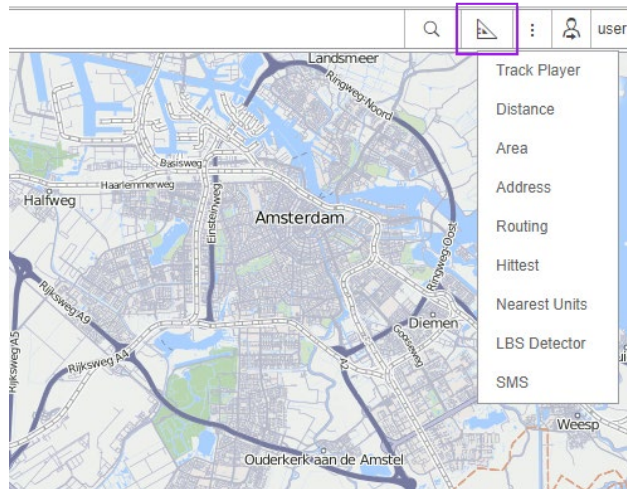 user
Track Player
Distance
Area
Address
Routing
Hittest
Nearest Units
LBS Detector
SMS
Landsmeer
Ringweg-Noord
Basisweg
Haarlemmerweg
Halfweg
Einsteinweg
Amsterdam
Ringweg-Oost
Rijksweg A9
Diemen
Gooiseweg
Rijksweg A5
Rijksweg A4
A2
Weesp
Ouderkerk aan de Amstel